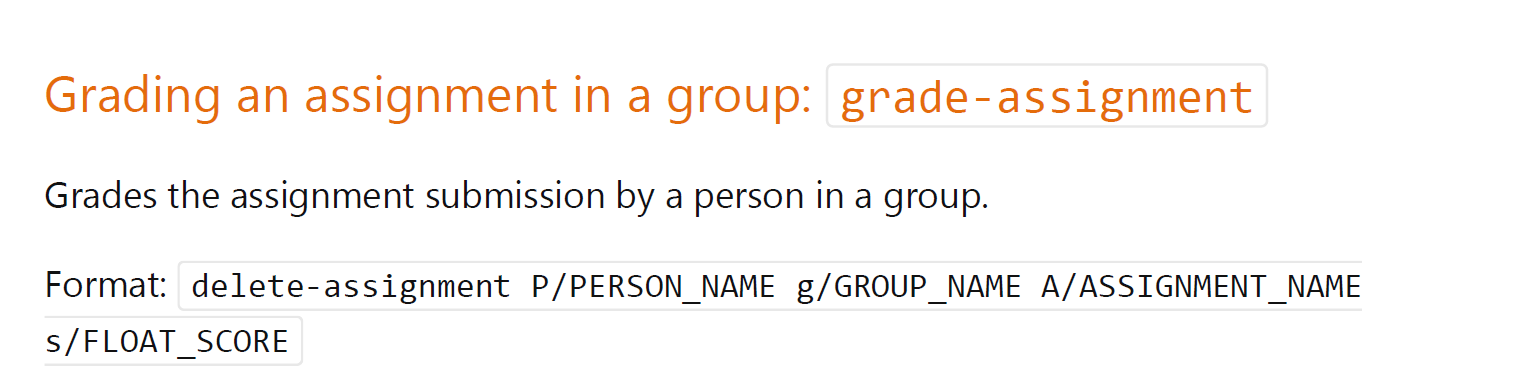 Grading an assignment in a group: grade-assignment
Grades the assignment submission by a person in a group.
Format: delete-assignment P/PERSON_NAME g/GROUP_NAME A/ASSIGNMENT_NAME
s/FLOAT_SCORE